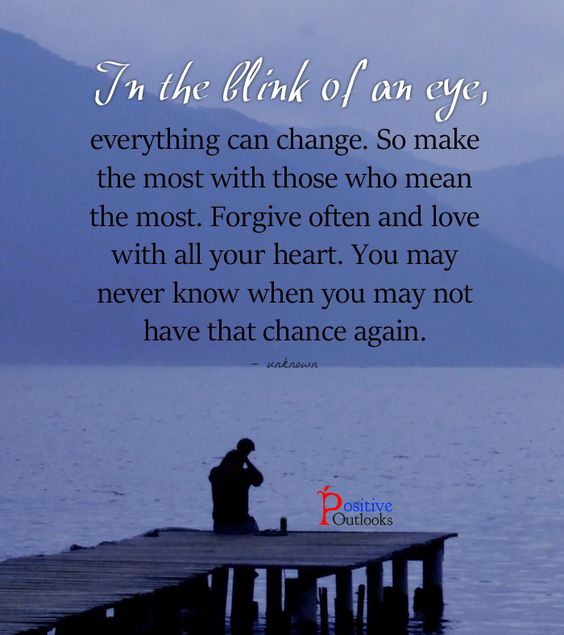 In the blink of an eye,
everything can change. So make
the most with those who mean
the most. Forgive often and love
with all your heart. You may
never know when you may not
have that chance again.
– unknown
Positive
Outlooks